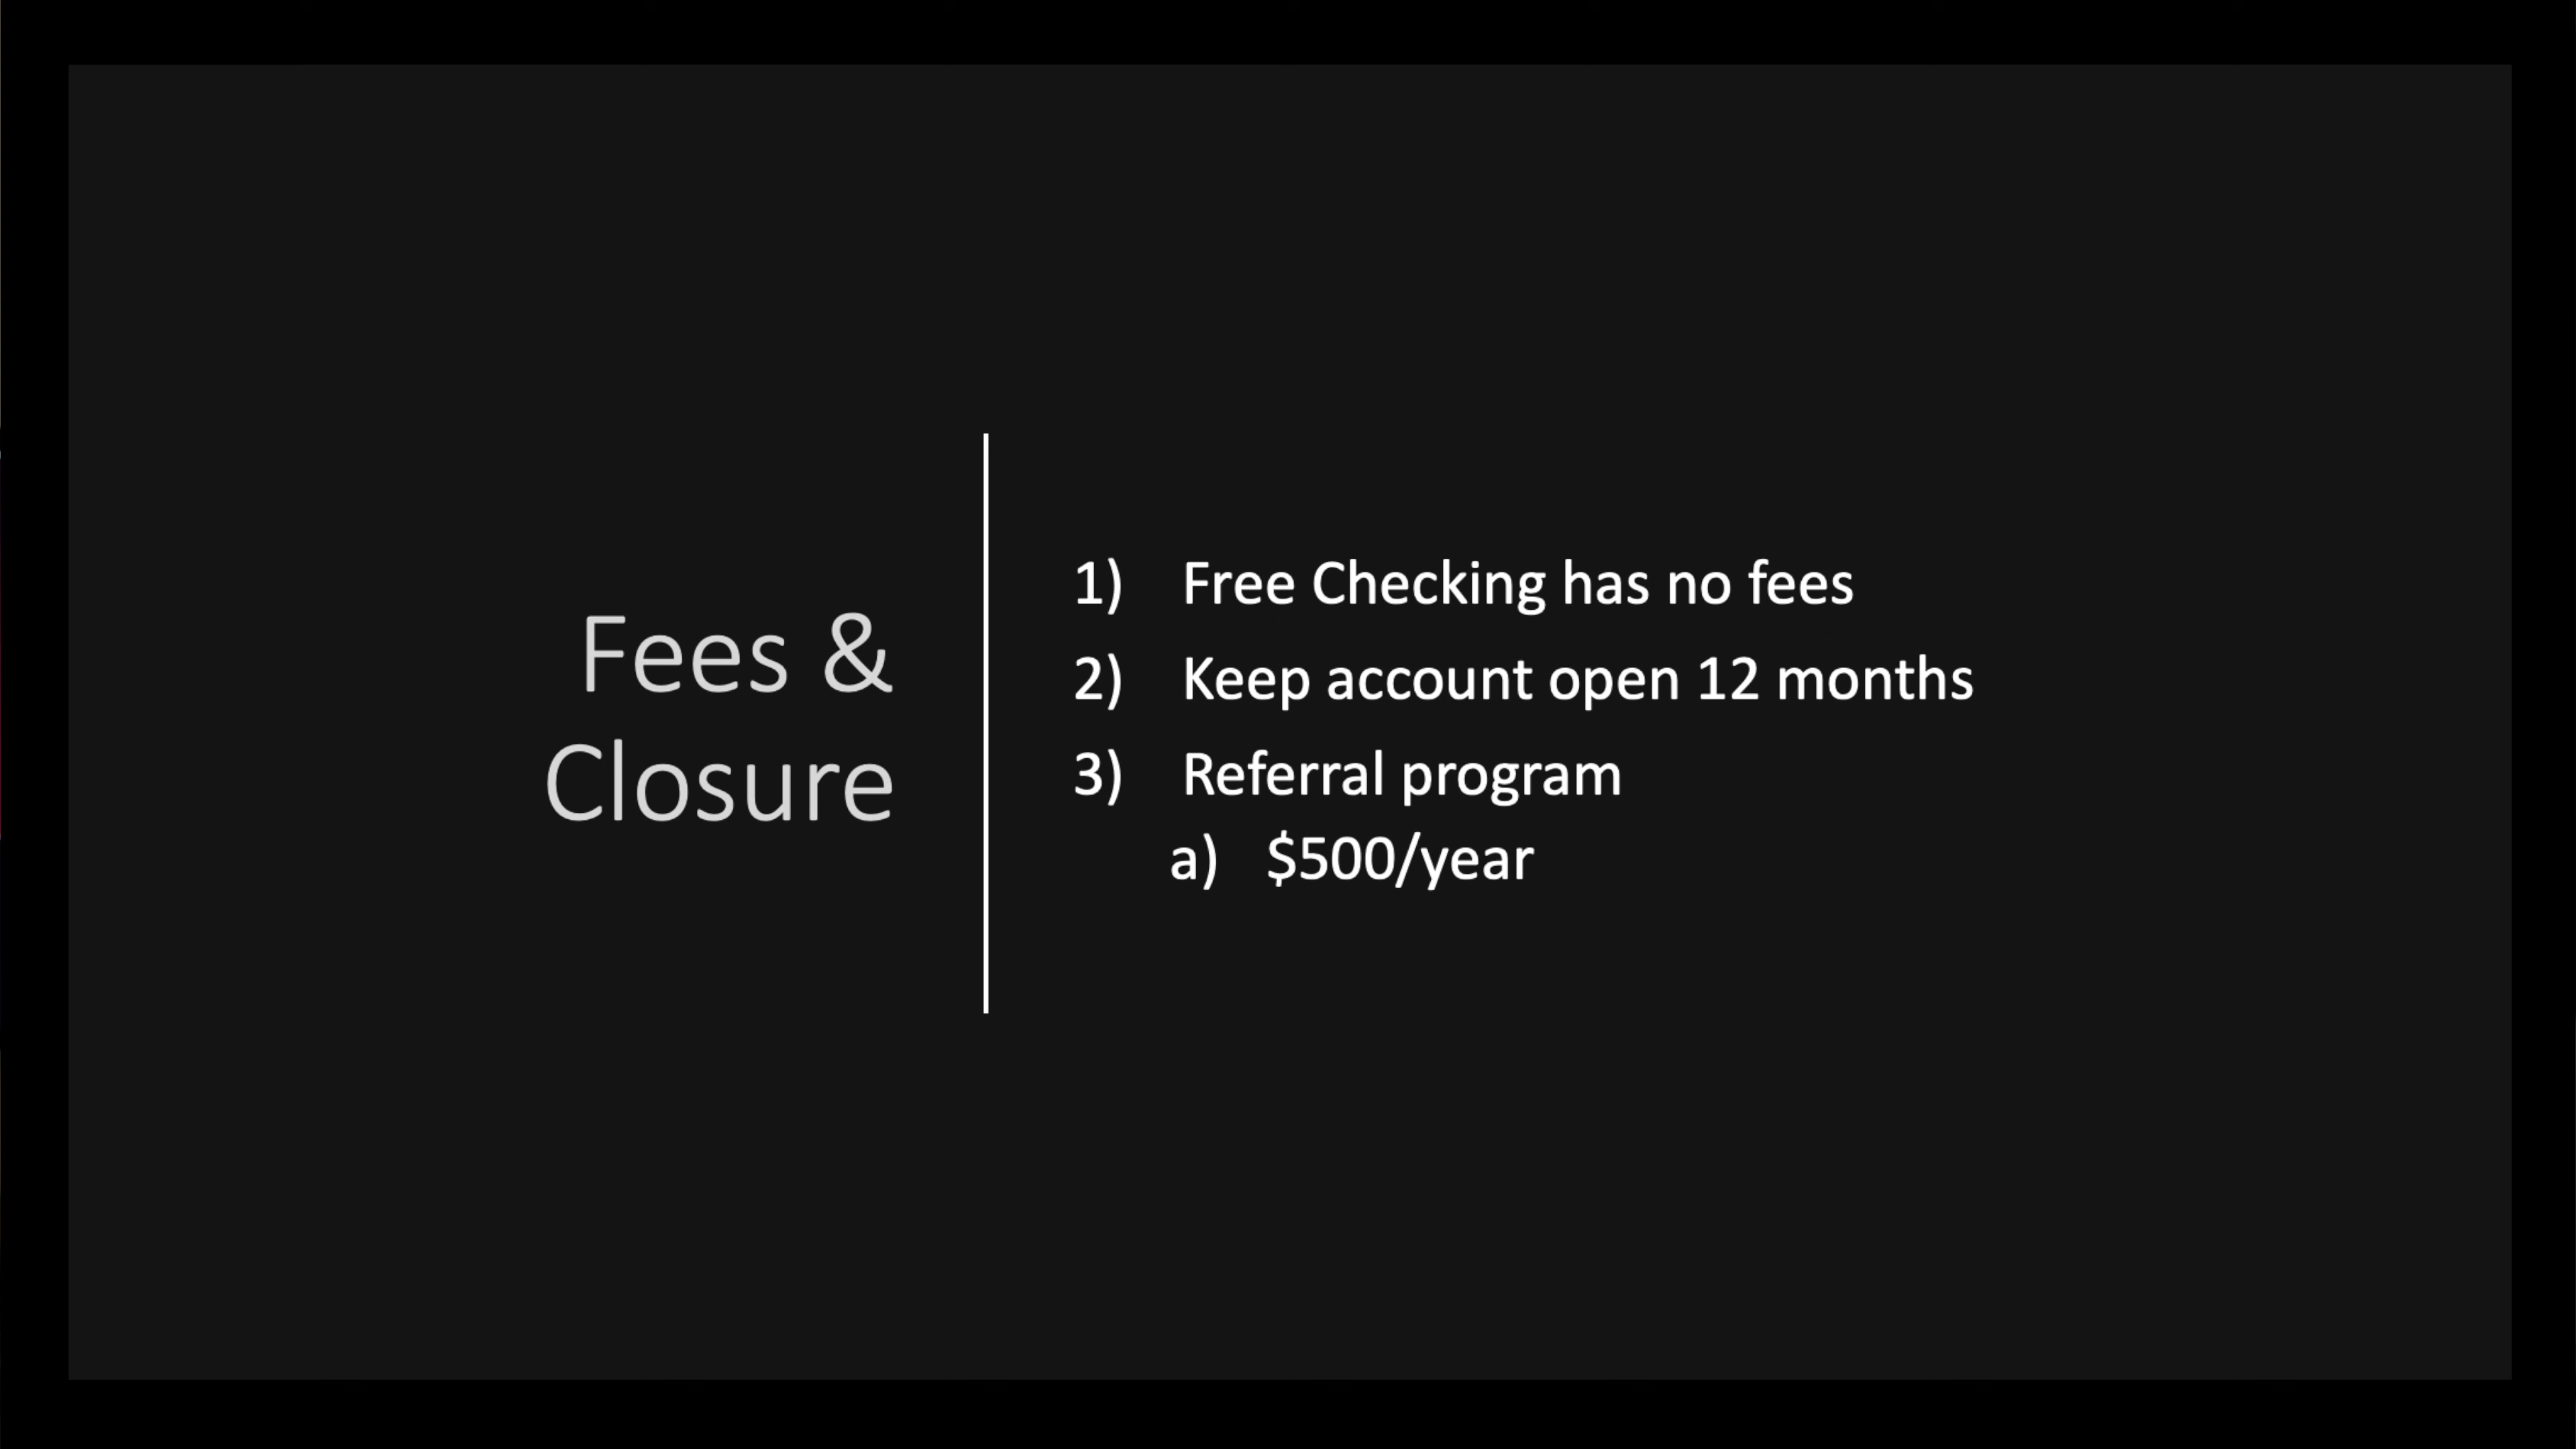 Fees &
Closure
1) Free Checking has no fees
2) Keep account open 12 months
3) Referral program
a) $500/year